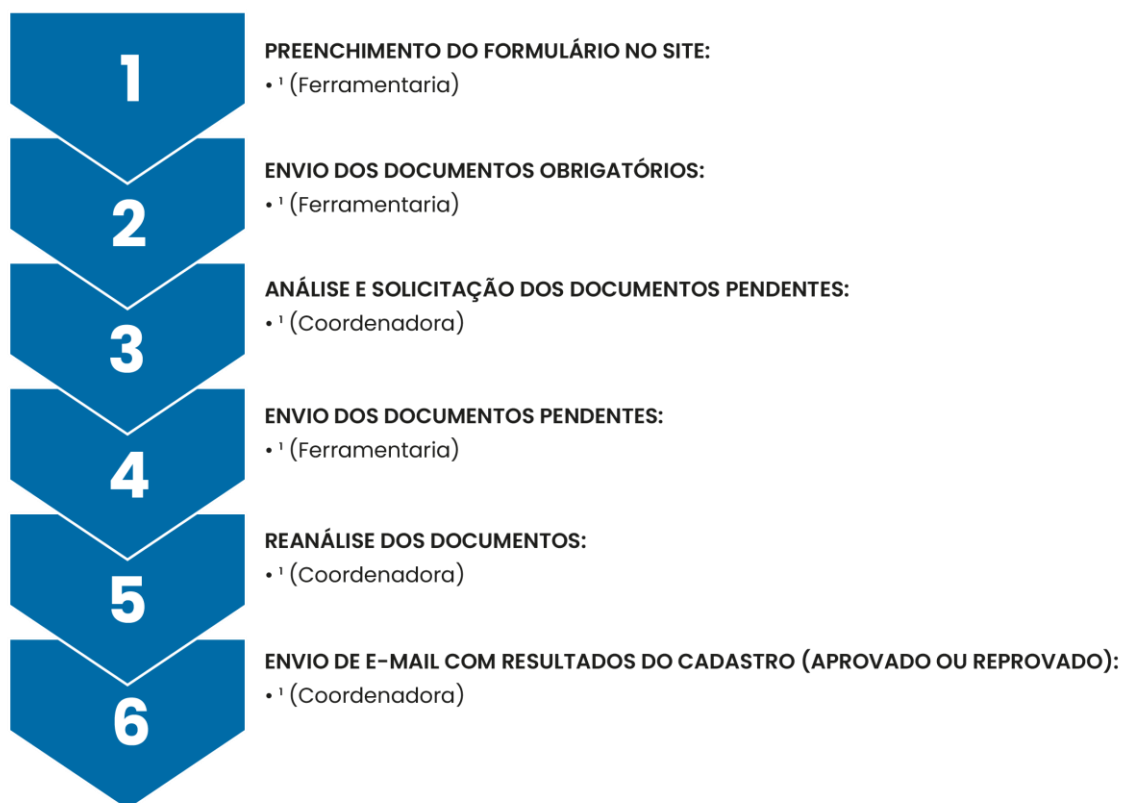 1
PREENCHIMENTO DO FORMULÁRIO NO SITE:
• ¹ (Ferramentaria)
2
ENVIO DOS DOCUMENTOS OBRIGATÓRIOS:
• ¹ (Ferramentaria)
3
ANÁLISE E SOLICITAÇÃO DOS DOCUMENTOS PENDENTES:
• ¹ (Coordenadora)
4
ENVIO DOS DOCUMENTOS PENDENTES:
• ¹ (Ferramentaria)
5
REANÁLISE DOS DOCUMENTOS:
• ¹ (Coordenadora)
6
ENVIO DE E-MAIL COM RESULTADOS DO CADASTRO (APROVADO OU REPROVADO):
• ¹ (Coordenadora)